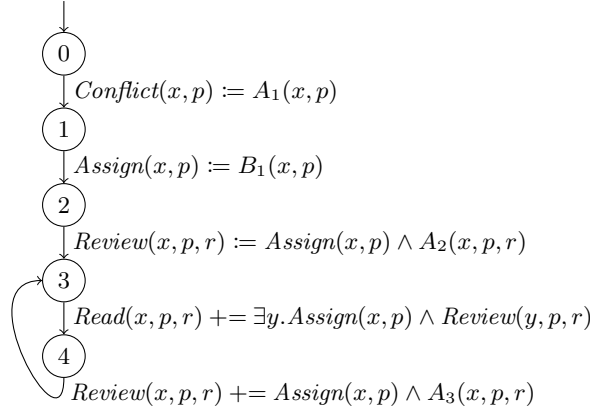 0
Conflict(x, p) := A₁(x, p)
1
Assign(x, p) := B₁(x, p)
2
Review(x, p, r) := Assign(x, p) ∧ A₂(x, p, r)
3
Read(x, p, r) += ∃y.Assign(x, p) ∧ Review(y, p, r)
4
Review(x, p, r) += Assign(x, p) ∧ A₃(x, p, r)